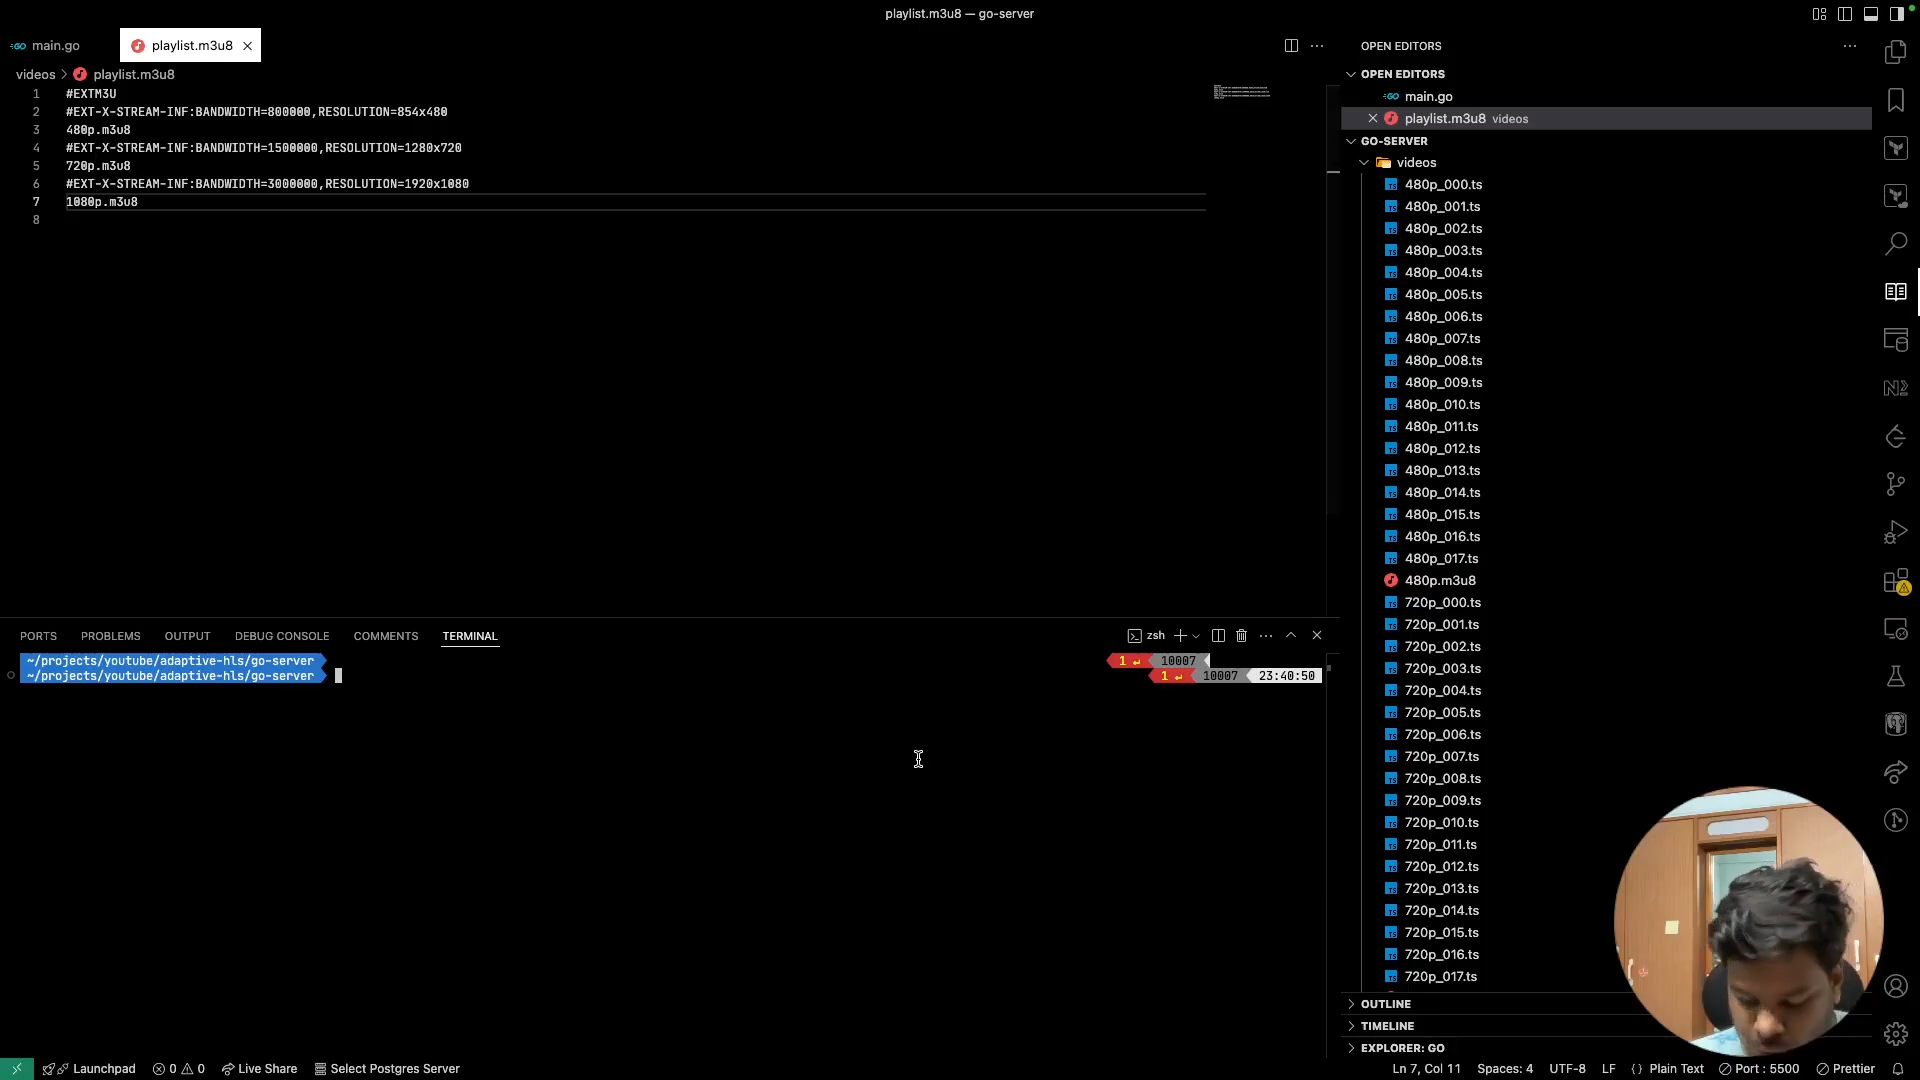 playlist.m3u8 — go-server
main.go
playlist.m3u8
videos > playlist.m3u8
1 #EXTM3U
2 #EXT-X-STREAM-INF:BANDWIDTH=800000,RESOLUTION=854x480
3 480p.m3u8
4 #EXT-X-STREAM-INF:BANDWIDTH=1500000,RESOLUTION=1280x720
5 720p.m3u8
6 #EXT-X-STREAM-INF:BANDWIDTH=3000000,RESOLUTION=1920x1080
7 1080p.m3u8
8
PORTS PROBLEMS OUTPUT DEBUG CONSOLE COMMENTS TERMINAL
zsh
~/projects/youtube/adaptive-hls/go-server 1 ↵ 10007
~/projects/youtube/adaptive-hls/go-server 1 ↵ 10007 23:40:50
OPEN EDITORS
OPEN EDITORS
main.go
playlist.m3u8 videos
GO-SERVER
videos
480p_000.ts
480p_001.ts
480p_002.ts
480p_003.ts
480p_004.ts
480p_005.ts
480p_006.ts
480p_007.ts
480p_008.ts
480p_009.ts
480p_010.ts
480p_011.ts
480p_012.ts
480p_013.ts
480p_014.ts
480p_015.ts
480p_016.ts
480p_017.ts
480p.m3u8
720p_000.ts
720p_001.ts
720p_002.ts
720p_003.ts
720p_004.ts
720p_005.ts
720p_006.ts
720p_007.ts
720p_008.ts
720p_009.ts
720p_010.ts
720p_011.ts
720p_012.ts
720p_013.ts
720p_014.ts
720p_015.ts
720p_016.ts
720p_017.ts
OUTLINE
TIMELINE
EXPLORER: GO
Launchpad 0 0 Live Share Select Postgres Server
Ln 7, Col 11 Spaces: 4 UTF-8 LF {} Plain Text Port : 5500 Prettier